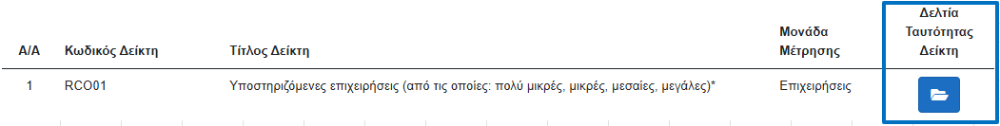 Α/Α Κωδικός Δείκτη Τίτλος Δείκτη Μονάδα Μέτρησης Δελτία Ταυτότητας Δείκτη
1 RCO01 Υποστηριζόμενες επιχειρήσεις (από τις οποίες: πολύ μικρές, μικρές, μεσαίες, μεγάλες)* Επιχειρήσεις